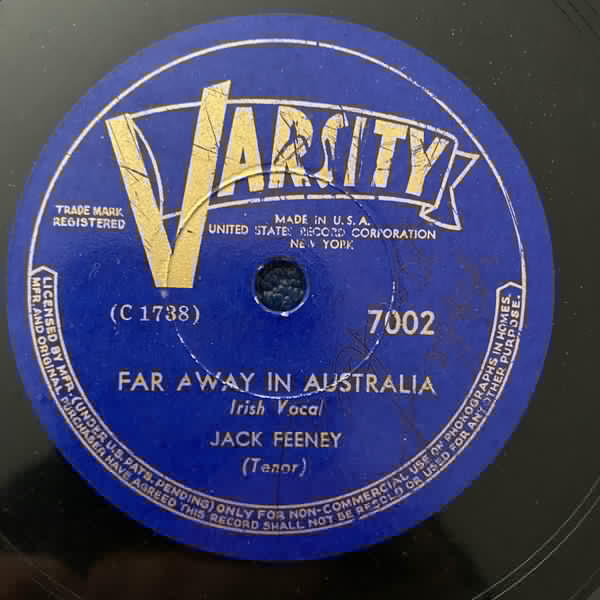 VARSITY
TRADE MARK
REGISTERED
MADE IN U.S.A.
UNITED STATES RECORD CORPORATION
NEW YORK
(C 1738)
7002
FAR AWAY IN AUSTRALIA
Irish Vocal
JACK FEENEY
(Tenor)
LICENSED BY MFR. (UNDER U.S. PATS. PENDING) ONLY FOR NON-COMMERCIAL USE ON PHONOGRAPHS IN HOMES.
MFR. AND ORIGINAL PURCHASER HAVE AGREED THIS RECORD SHALL NOT BE RESOLD OR USED FOR ANY OTHER PURPOSE.